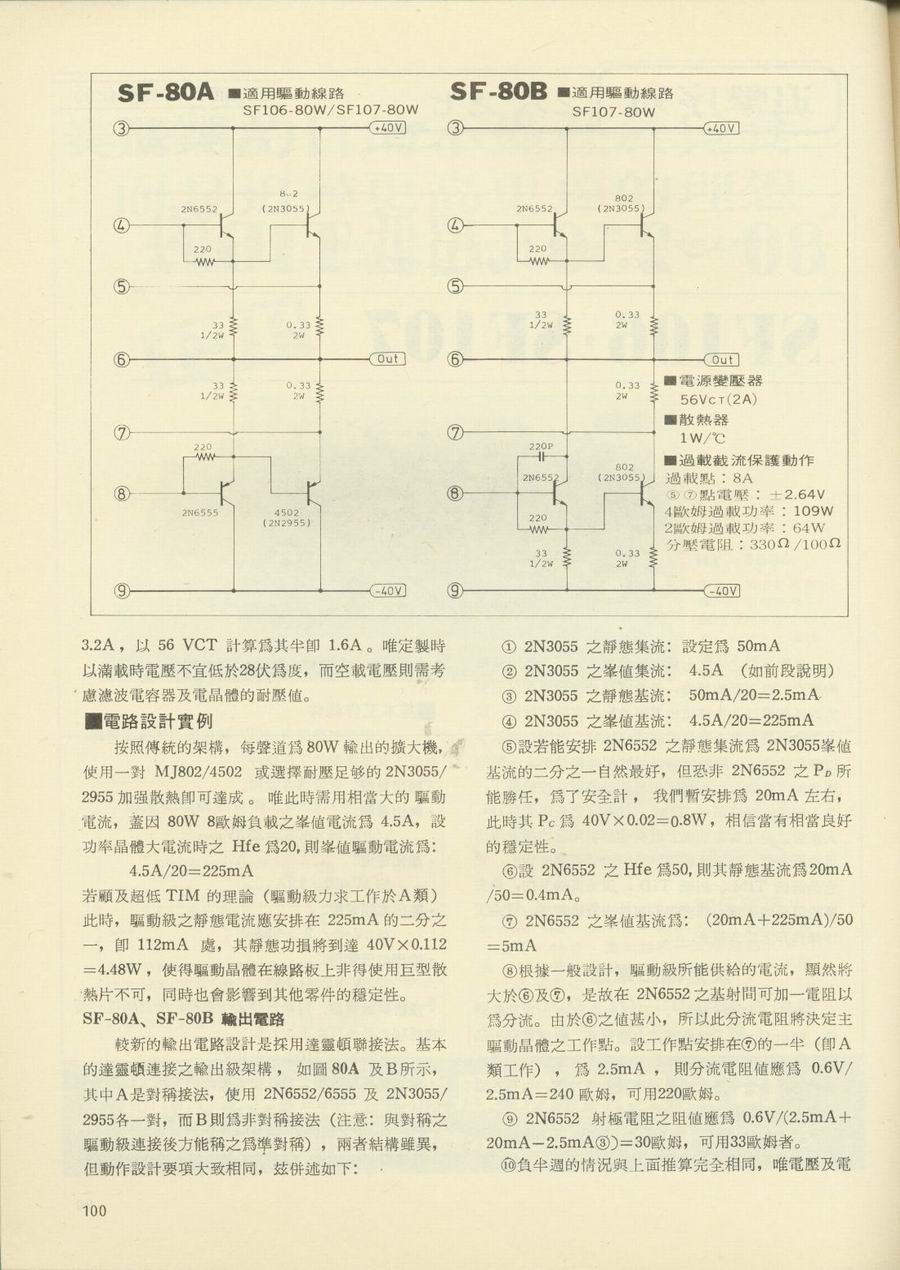 SF-80A ■適用驅動線路
SF106-80W/SF107-80W
③ +40V
2N6552
(2N3055)
④
220
⑤
33
1/2W
0.33
2W
⑥ Out
33
1/2W
0.33
2W
⑦
220
⑧
2N6555
4502
(2N2955)
⑨ -40V
SF-80B ■適用驅動線路
SF107-80W
③ +40V
2N6552
802
(2N3055)
④
220
⑤
33
1/2W
0.33
2W
⑥ Out
0.33
2W
⑦
220P
2N6552
802
(2N3055)
⑧
220
33
1/2W
0.33
2W
⑨ -40V
■電源變壓器
56VCT(2A)
■散熱器
1W/℃
■過載截流保護動作
過載點：8A
⑤⑦點電壓：±2.64V
4歐姆過載功率：109W
2歐姆過載功率：64W
分壓電阻：330Ω/100Ω
3.2A，以 56 VCT 計算爲其半卽 1.6A。唯定製時
以滿載時電壓不宜低於28伏爲度，而空載電壓則需考
慮濾波電容器及電晶體的耐壓値。
■電路設計實例
按照傳統的架構，每聲道爲80W輸出的擴大機，
使用一對 MJ802/4502 或選擇耐壓足够的2N3055/
2955加强散熱卽可達成。 唯此時需用相當大的 驅動
電流，蓋因 80W 8歐姆負載之峯値電流爲 4.5A，設
功率晶體大電流時之 Hfe 爲20,則峯値驅動電流爲：
4.5A/20=225mA
若顧及超低 TIM 的理論（驅動級力求工作於A類）
此時，驅動級之靜態電流應安排在 225mA 的二分之
一，卽 112mA 處，其靜態功損將到達 40V×0.112
=4.48W，使得驅動晶體在線路板上非得使用巨型散
熱片不可，同時也會影響到其他零件的穩定性。
SF-80A、SF-80B 輸出電路
較新的輸出電路設計是採用達靈頓聯接法。基本
的達靈頓連接之輸出級架構， 如圖 80A 及B所示，
其中A是對稱接法，使用 2N6552/6555 及 2N3055/
2955各一對，而B則爲非對稱接法（注意：與對稱之
驅動級連接後方能稱之爲準對稱），兩者結構雖異，
但動作設計要項大致相同，玆併述如下：
① 2N3055 之靜態集流：設定爲 50mA
② 2N3055 之峯値集流： 4.5A （如前段說明）
③ 2N3055 之靜態基流： 50mA/20=2.5mA
④ 2N3055 之峯値基流： 4.5A/20=225mA
⑤設若能安排 2N6552 之靜態集流爲 2N3055峯値
基流的二分之一自然最好，但恐非 2N6552 之 PD 所
能勝任，爲了安全計， 我們暫安排爲 20mA 左右，
此時其 Pc 爲 40V×0.02=0.8W，相信當有相當良好
的穩定性。
⑥設 2N6552 之 Hfe 爲50,則其靜態基流爲20mA
/50=0.4mA。
⑦ 2N6552 之峯値基流爲： (20mA+225mA)/50
=5mA
⑧根據一般設計，驅動級所能供給的電流，顯然將
大於⑥及⑦，是故在 2N6552之基射間可加一電阻以
爲分流。由於⑥之値甚小，所以此分流電阻將決定主
驅動晶體之工作點。設工作點安排在⑦的一半（卽A
類工作）， 爲 2.5mA ， 則分流電阻値應爲 0.6V/
2.5mA=240 歐姆，可用220歐姆。
⑨ 2N6552 射極電阻之阻値應爲 0.6V/(2.5mA+
20mA−2.5mA③)=30歐姆，可用33歐姆者。
⑩負半週的情況與上面推算完全相同，唯電壓及電
100